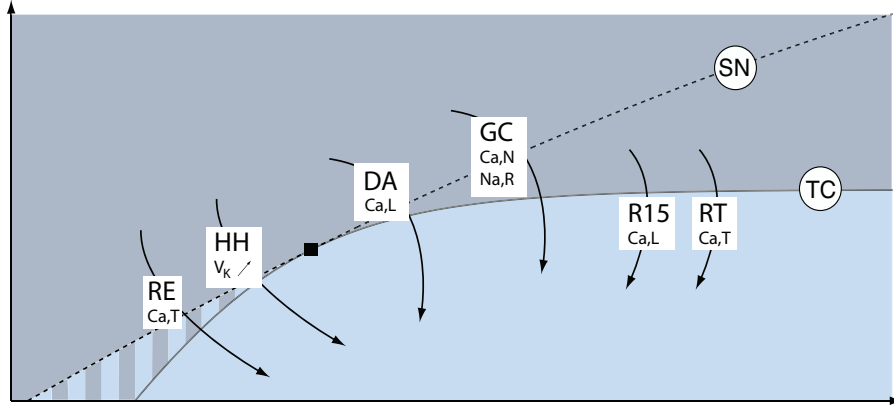 SN
GC
Ca,N
Na,R
DA
Ca,L
TC
R15
Ca,L
RT
Ca,T
HH
VK ↗
RE
Ca,T